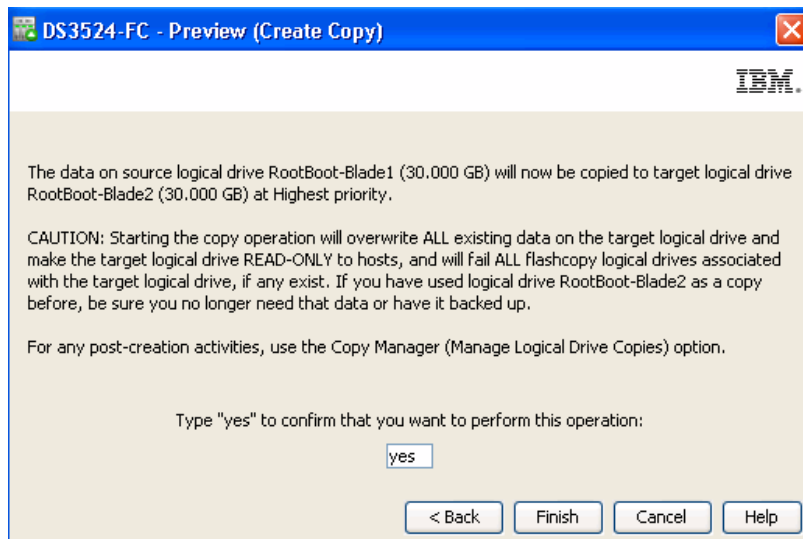 DS3524-FC - Preview (Create Copy)
IBM.
The data on source logical drive RootBoot-Blade1 (30.000 GB) will now be copied to target logical drive
RootBoot-Blade2 (30.000 GB) at Highest priority.
CAUTION: Starting the copy operation will overwrite ALL existing data on the target logical drive and
make the target logical drive READ-ONLY to hosts, and will fail ALL flashcopy logical drives associated
with the target logical drive, if any exist. If you have used logical drive RootBoot-Blade2 as a copy
before, be sure you no longer need that data or have it backed up.
For any post-creation activities, use the Copy Manager (Manage Logical Drive Copies) option.
Type "yes" to confirm that you want to perform this operation:
yes
< Back Finish Cancel Help